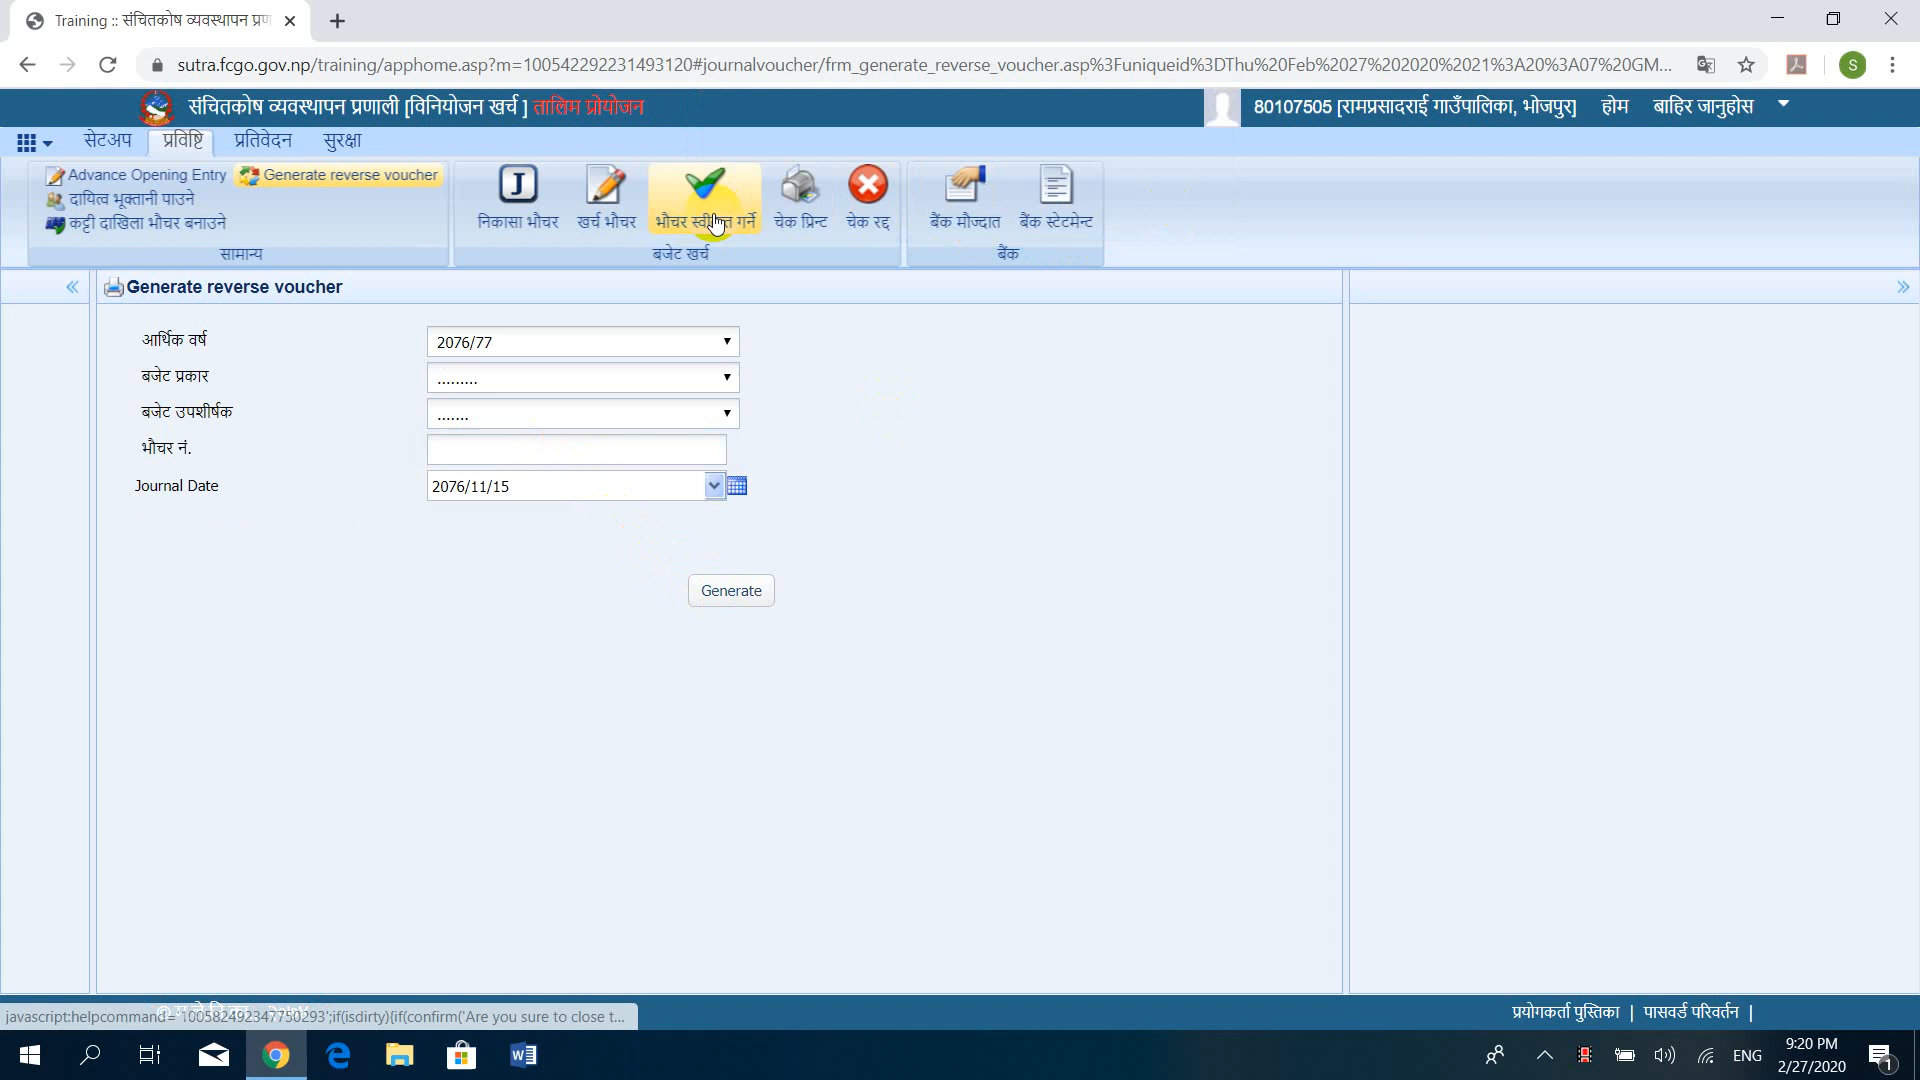 Training :: संचितकोष व्यवस्थापन प्रण
sutra.fcgo.gov.np/training/apphome.asp?m=100542292231493120#journalvoucher/frm_generate_reverse_voucher.asp%3Funiqueid%3DThu%20Feb%2027%202020%2021%3A20%3A07%20GM...
S
संचितकोष व्यवस्थापन प्रणाली [विनियोजन खर्च ] तालिम प्रोयोजन
80107505 [रामप्रसादराई गाउँपालिका, भोजपुर] होम बाहिर जानुहोस
सेटअप प्रविष्टि प्रतिवेदन सुरक्षा
Advance Opening Entry Generate reverse voucher
दायित्व भूक्तानी पाउने
कट्टी दाखिला भौचर बनाउने
सामान्य
J
निकासा भौचर खर्च भौचर भौचर गर्ने चेक प्रिन्ट चेक रद्द
बजेट खर्च
बैंक मौज्दात बैंक स्टेटमेन्ट
बैंक
Generate reverse voucher
आर्थिक वर्ष 2076/77
बजेट प्रकार .........
बजेट उपशीर्षक .......
भौचर नं.
Journal Date 2076/11/15
Generate
javascript:helpcommand='100582492347750293';if(isdirty){if(confirm('Are you sure to close t...
प्रयोगकर्ता पुस्तिका | पासवर्ड परिवर्तन |
ENG
9:20 PM
2/27/2020
1